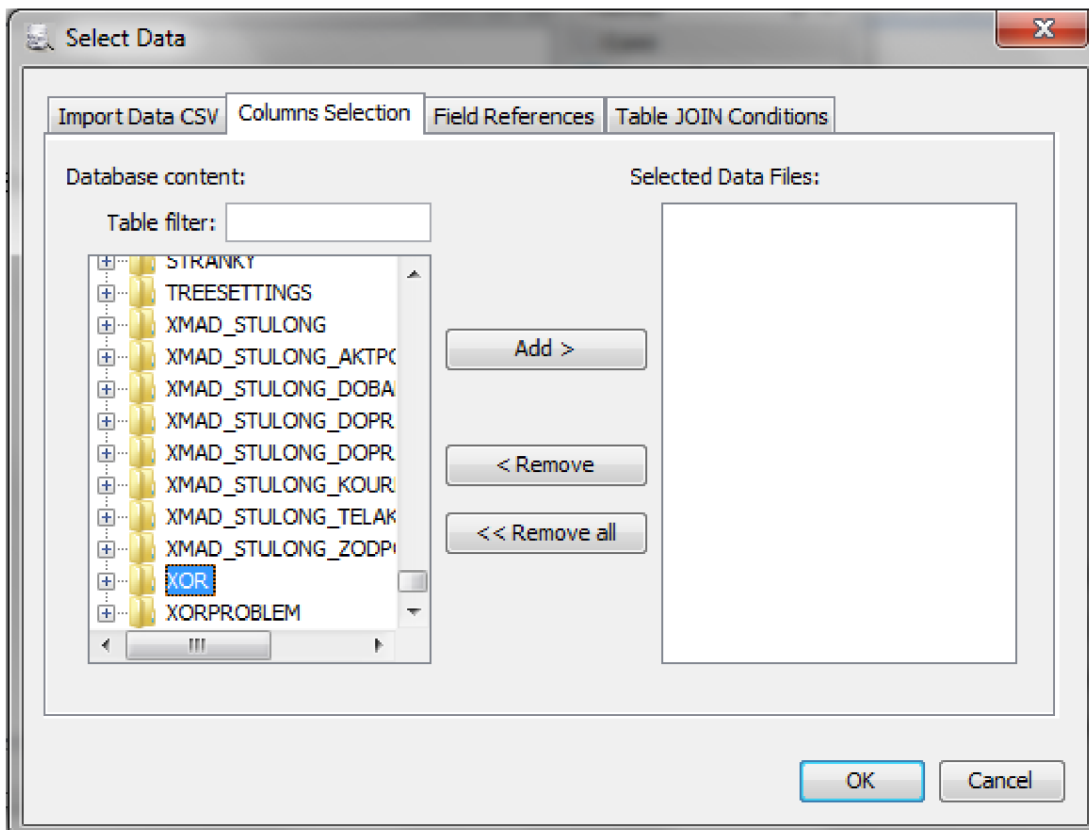 Select Data
Import Data CSV
Columns Selection
Field References
Table JOIN Conditions
Database content:
Selected Data Files:
Table filter:
STRANKY
TREESETTINGS
XMAD_STULONG
XMAD_STULONG_AKTPO
XMAD_STULONG_DOBA
XMAD_STULONG_DOPR
XMAD_STULONG_DOPR
XMAD_STULONG_KOUR
XMAD_STULONG_TELAK
XMAD_STULONG_ZODP
XOR
XORPROBLEM
Add >
< Remove
<< Remove all
OK
Cancel